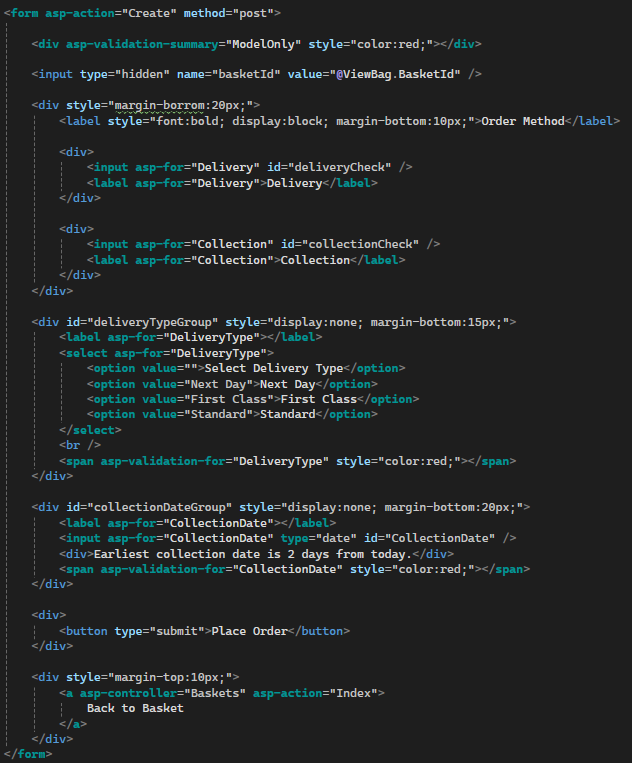 <form asp-action="Create" method="post">
<div asp-validation-summary="ModelOnly" style="color:red;"></div>
<input type="hidden" name="basketId" value="@ViewBag.BasketId" />
<div style="margin-borrom:20px;">
<label style="font:bold; display:block; margin-bottom:10px;">Order Method</label>
<div>
<input asp-for="Delivery" id="deliveryCheck" />
<label asp-for="Delivery">Delivery</label>
</div>
<div>
<input asp-for="Collection" id="collectionCheck" />
<label asp-for="Collection">Collection</label>
</div>
</div>
<div id="deliveryTypeGroup" style="display:none; margin-bottom:15px;">
<label asp-for="DeliveryType"></label>
<select asp-for="DeliveryType">
<option value="">Select Delivery Type</option>
<option value="Next Day">Next Day</option>
<option value="First Class">First Class</option>
<option value="Standard">Standard</option>
</select>
<br />
<span asp-validation-for="DeliveryType" style="color:red;"></span>
</div>
<div id="collectionDateGroup" style="display:none; margin-bottom:20px;">
<label asp-for="CollectionDate"></label>
<input asp-for="CollectionDate" type="date" id="CollectionDate" />
<div>Earliest collection date is 2 days from today.</div>
<span asp-validation-for="CollectionDate" style="color:red;"></span>
</div>
<div>
<button type="submit">Place Order</button>
</div>
<div style="margin-top:10px;">
<a asp-controller="Baskets" asp-action="Index">
Back to Basket
</a>
</div>
</form>